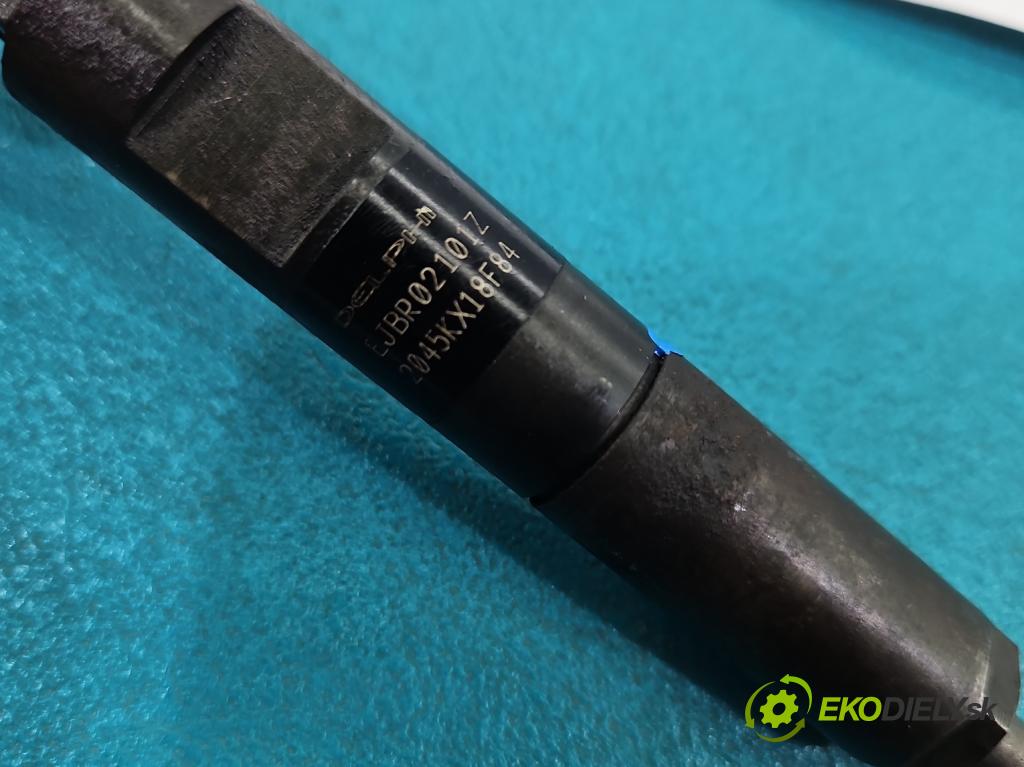 DELPHI
EJBR02101Z
2045KX18F84
EKODIELY.sk